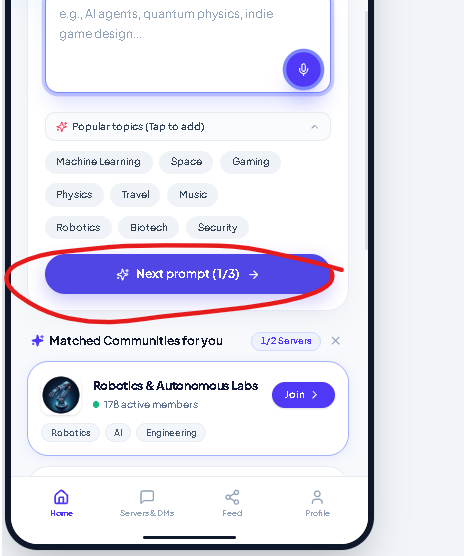 e.g., AI agents, quantum physics, indie
game design...
Popular topics (Tap to add)
Machine Learning Space Gaming
Physics Travel Music
Robotics Biotech Security
Next prompt (1/3)
Matched Communities for you 1/2 Servers
Robotics & Autonomous Labs
178 active members
Join
Robotics AI Engineering
Home Servers & DMs Feed Profile